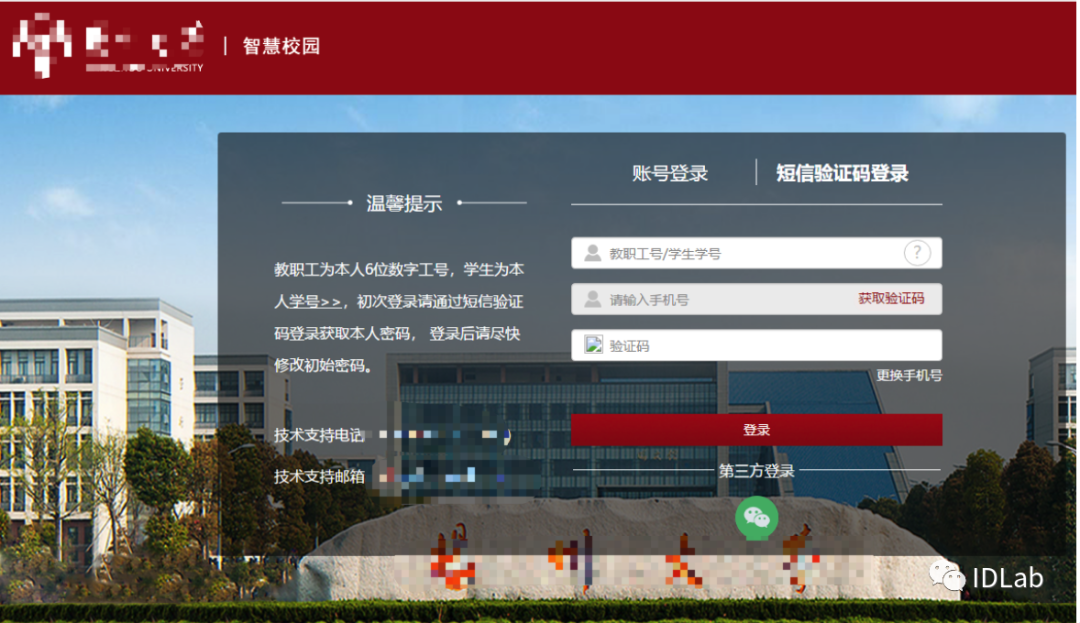 智慧校园
UNIVERSITY
账号登录
短信验证码登录
温馨提示
教职工为本人6位数字工号，学生为本
人学号>>，初次登录请通过短信验证
码登录获取本人密码， 登录后请尽快
修改初始密码。
技术支持电话
技术支持邮箱
教职工号/学生学号
?
请输入手机号
获取验证码
验证码
更换手机号
登录
第三方登录
IDLab